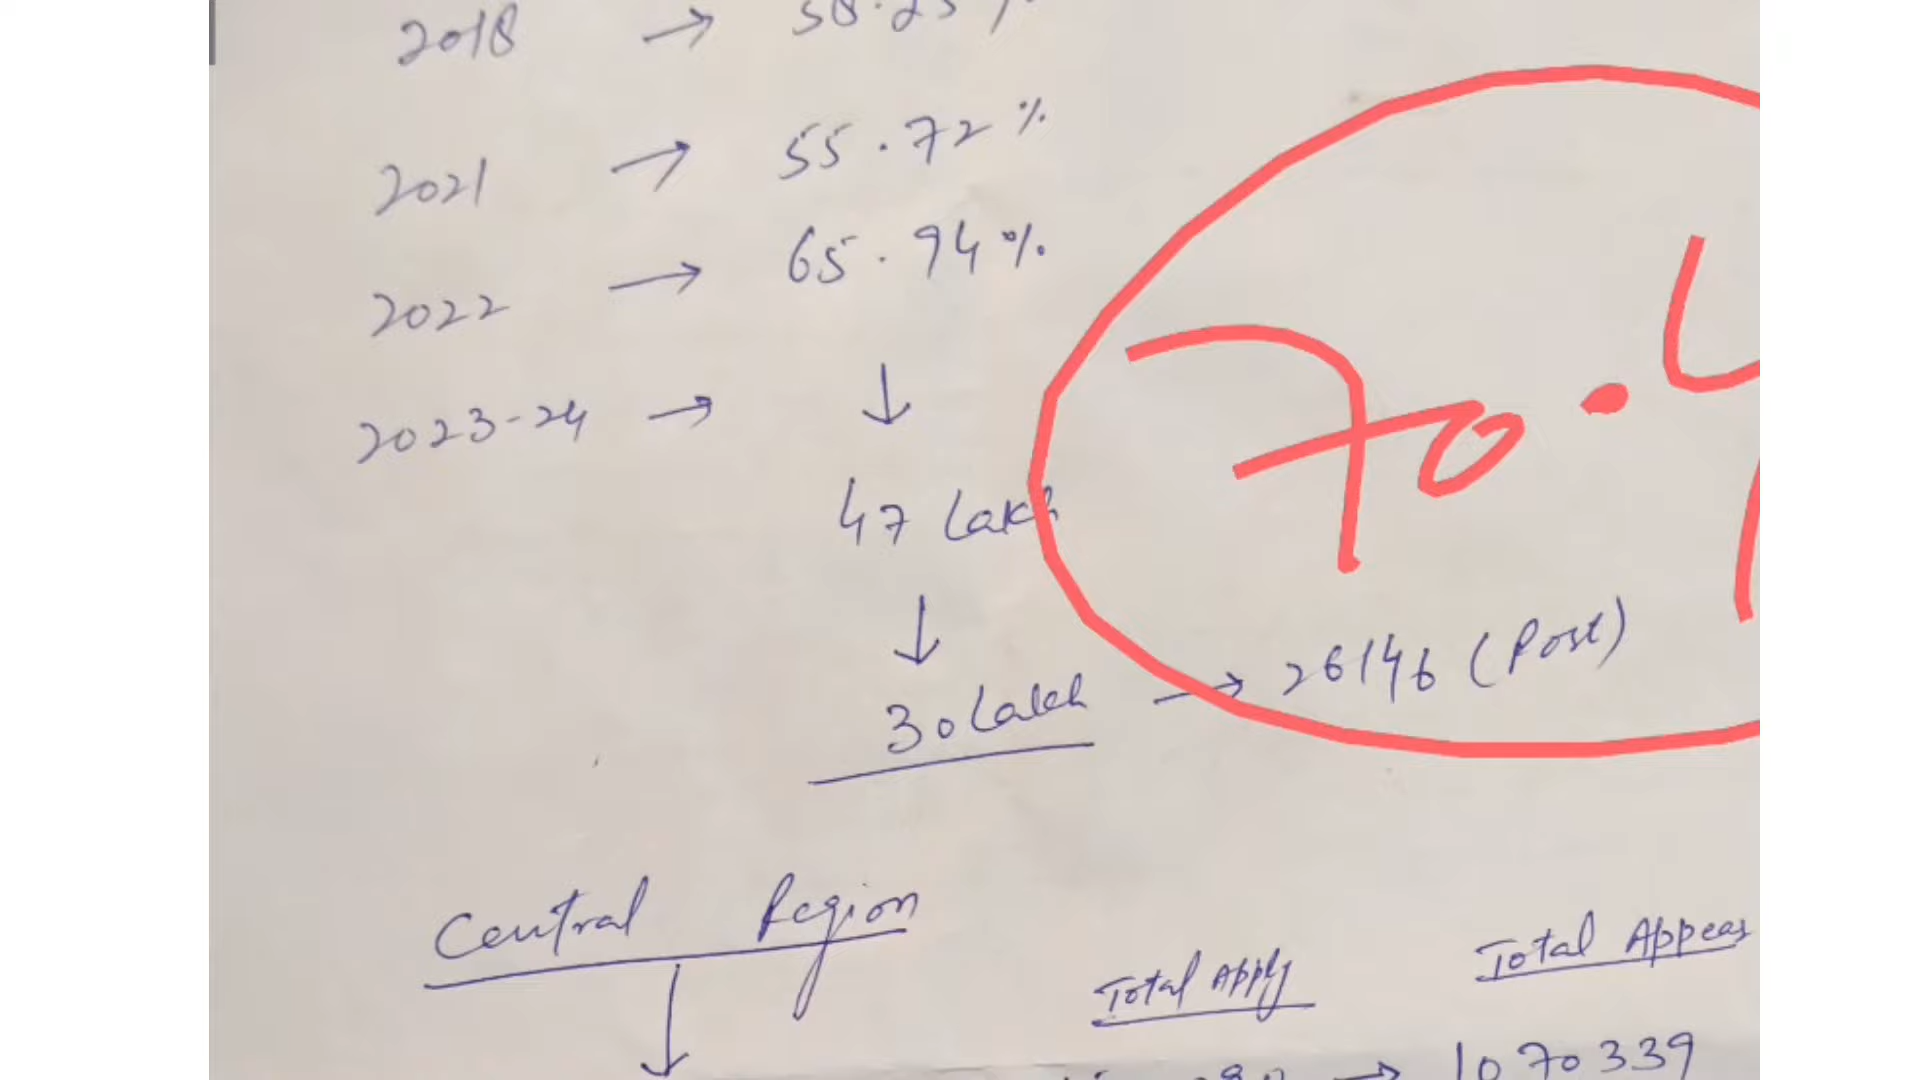 2018 →
2021 → 55.72 %
2022 → 65.94 %
2023-24 → ↓
70.4
47 Lakh
↓
30 Lakh → 26146 (Post)
Central Region
↓
Total Apply
Total Appear
→ 1070339